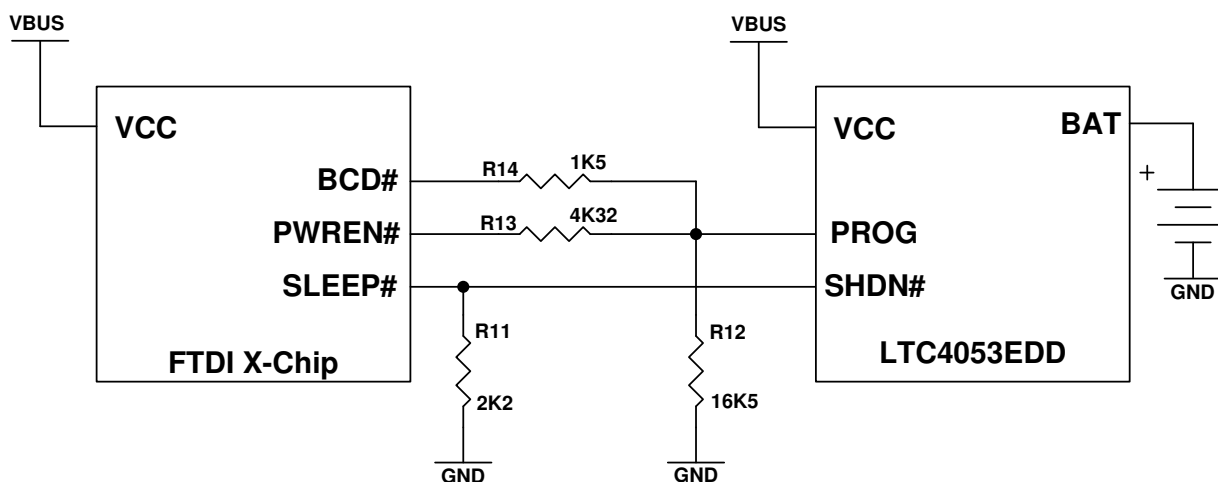 VBUS
VCC
BCD#
PWREN#
SLEEP#
FTDI X-Chip
R14
1K5
R13
4K32
R11
2K2
GND
R12
16K5
GND
VBUS
VCC
BAT
PROG
SHDN#
LTC4053EDD
+
GND